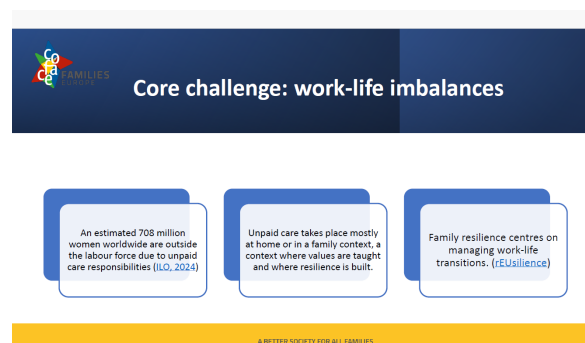 co
fa
ce
FAMILIES
EUROPE
Core challenge: work-life imbalances
An estimated 708 million
women worldwide are outside
the labour force due to unpaid
care responsibilities (ILO, 2024)
Unpaid care takes place mostly
at home or in a family context, a
context where values are taught
and where resilience is built.
Family resilience centres on
managing work-life
transitions. (rEUsilience)
A BETTER SOCIETY FOR ALL FAMILIES